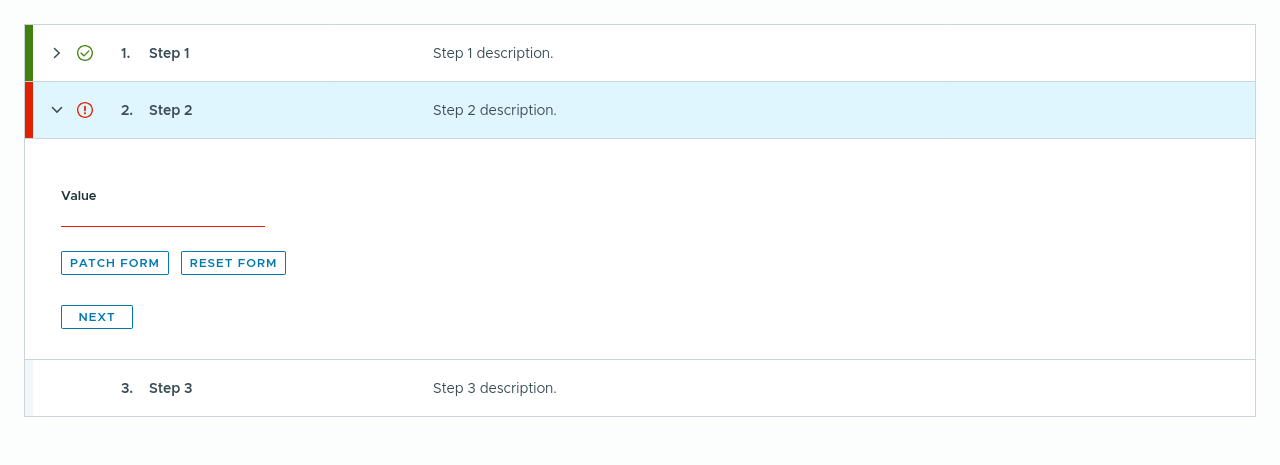 1. Step 1 Step 1 description.
2. Step 2 Step 2 description.
Value
PATCH FORM RESET FORM
NEXT
3. Step 3 Step 3 description.